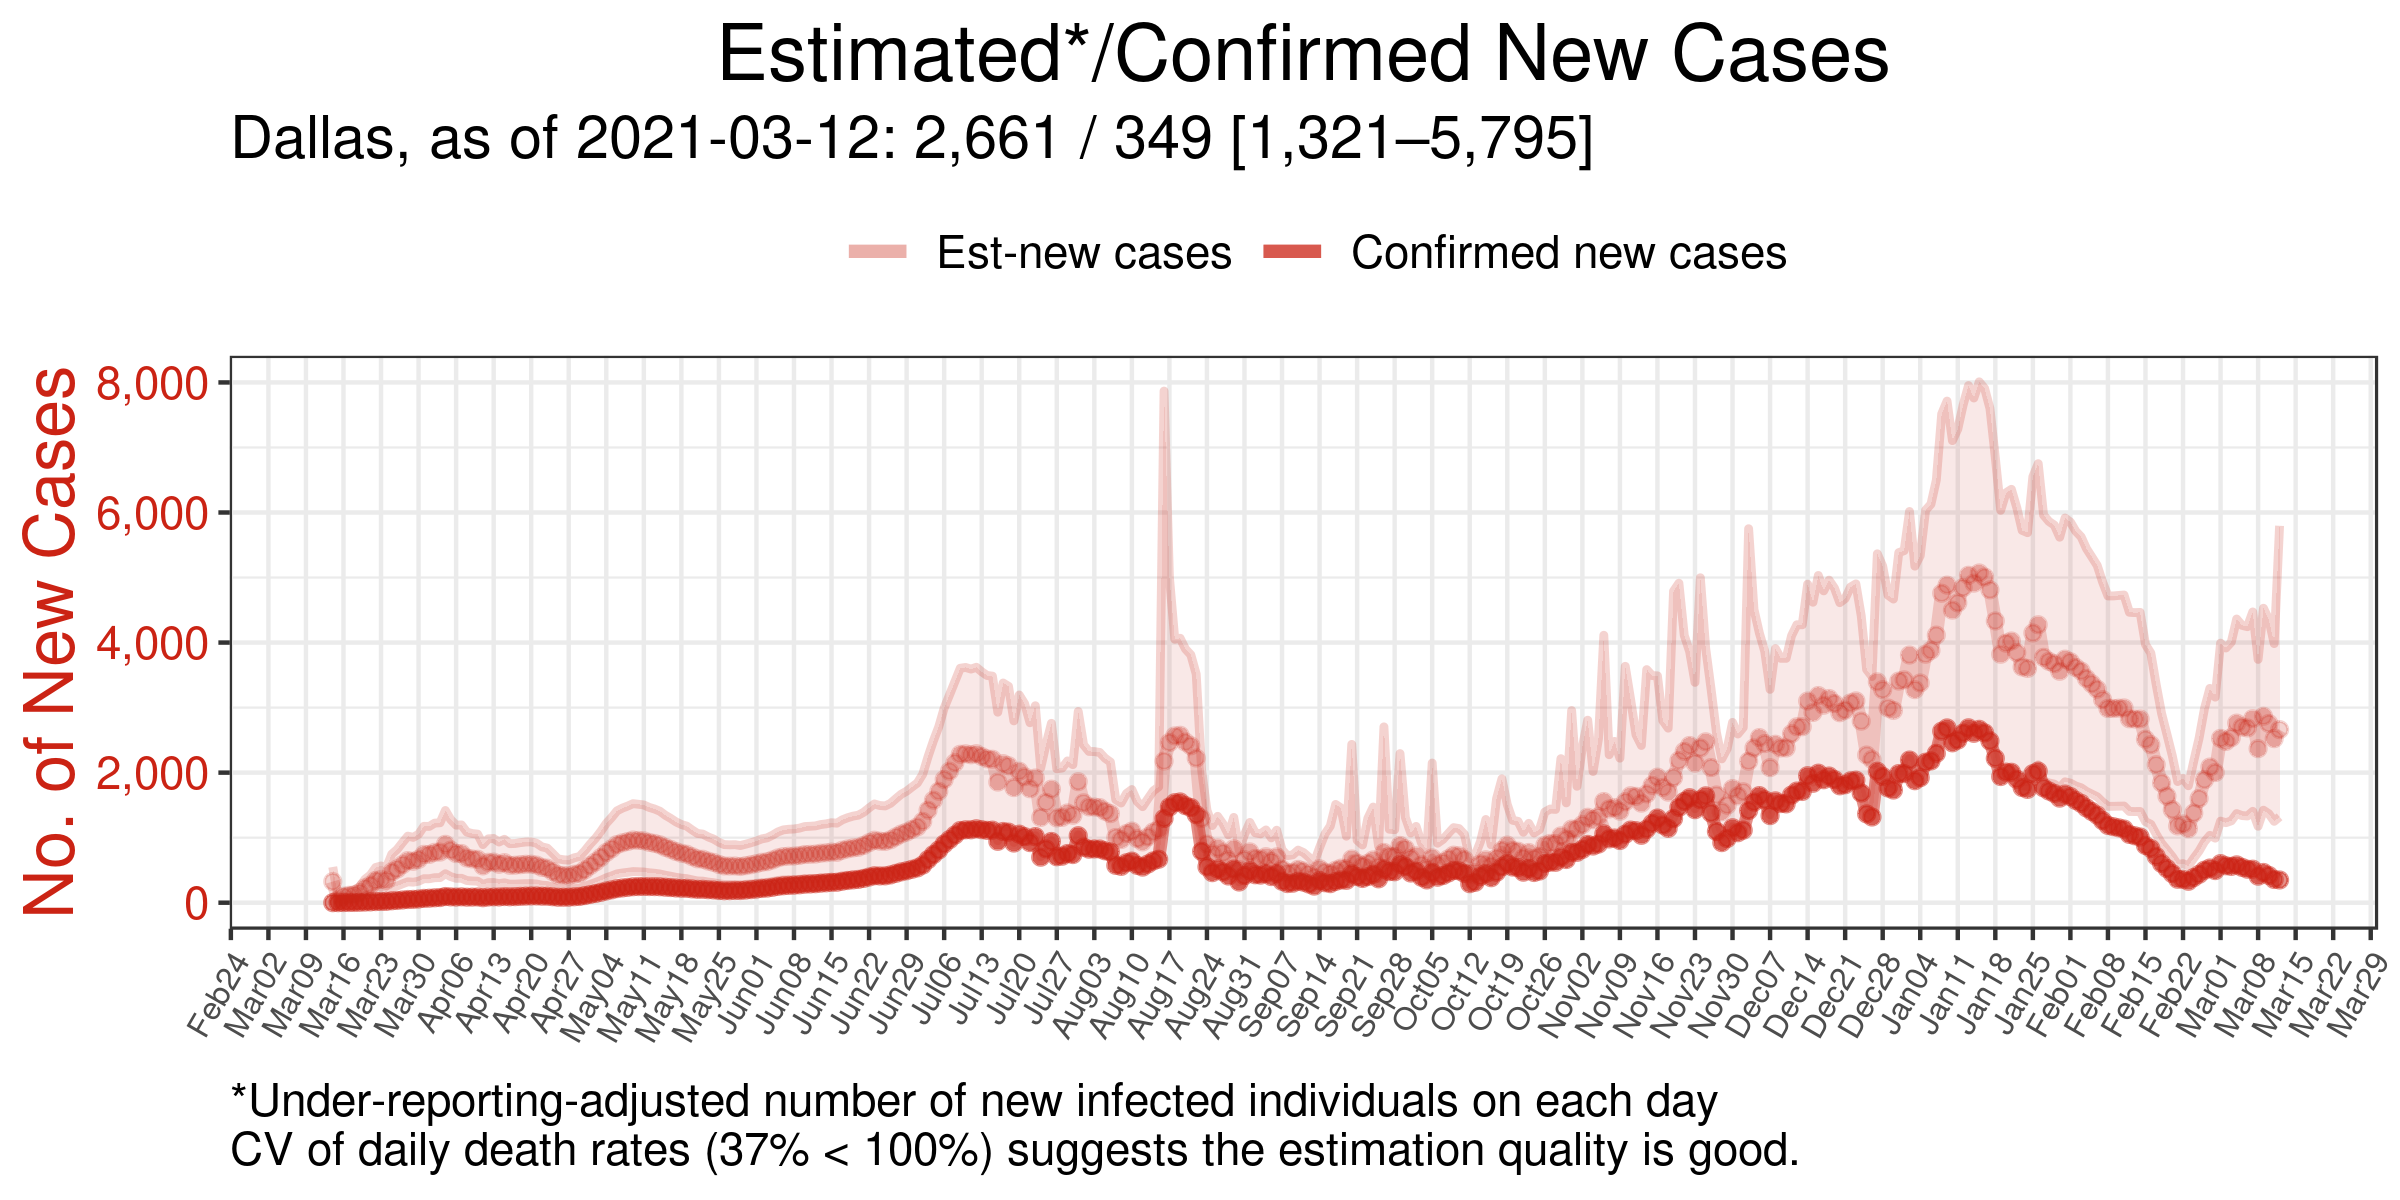 Estimated*/Confirmed New Cases
Dallas, as of 2021-03-12: 2,661 / 349 [1,321–5,795]
Est-new cases Confirmed new cases
No. of New Cases
8,000
6,000
4,000
2,000
0
Feb24 Mar02 Mar09 Mar16 Mar23 Mar30 Apr06 Apr13 Apr20 Apr27 May04 May11 May18 May25 Jun01 Jun08 Jun15 Jun22 Jun29 Jul06 Jul13 Jul20 Jul27 Aug03 Aug10 Aug17 Aug24 Aug31 Sep07 Sep14 Sep21 Sep28 Oct05 Oct12 Oct19 Oct26 Nov02 Nov09 Nov16 Nov23 Nov30 Dec07 Dec14 Dec21 Dec28 Jan04 Jan11 Jan18 Jan25 Feb01 Feb08 Feb15 Feb22 Mar01 Mar08 Mar15 Mar22 Mar29
*Under-reporting-adjusted number of new infected individuals on each day
CV of daily death rates (37% < 100%) suggests the estimation quality is good.